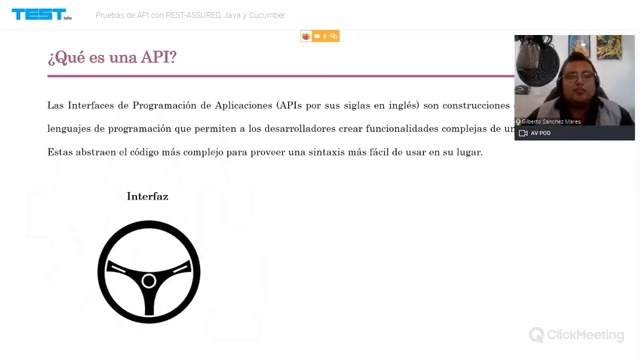 TEST
talks
Pruebas de API con REST-ASSURED, Java y Cucumber
¿Qué es una API?
Las Interfaces de Programación de Aplicaciones (APIs por sus siglas en inglés) son construcciones
lenguajes de programación que permiten a los desarrolladores crear funcionalidades complejas de
Estas abstraen el código más complejo para proveer una sintaxis más fácil de usar en su lugar.
Gilberto Sánchez Mares
AV POD
Interfaz
ClickMeeting